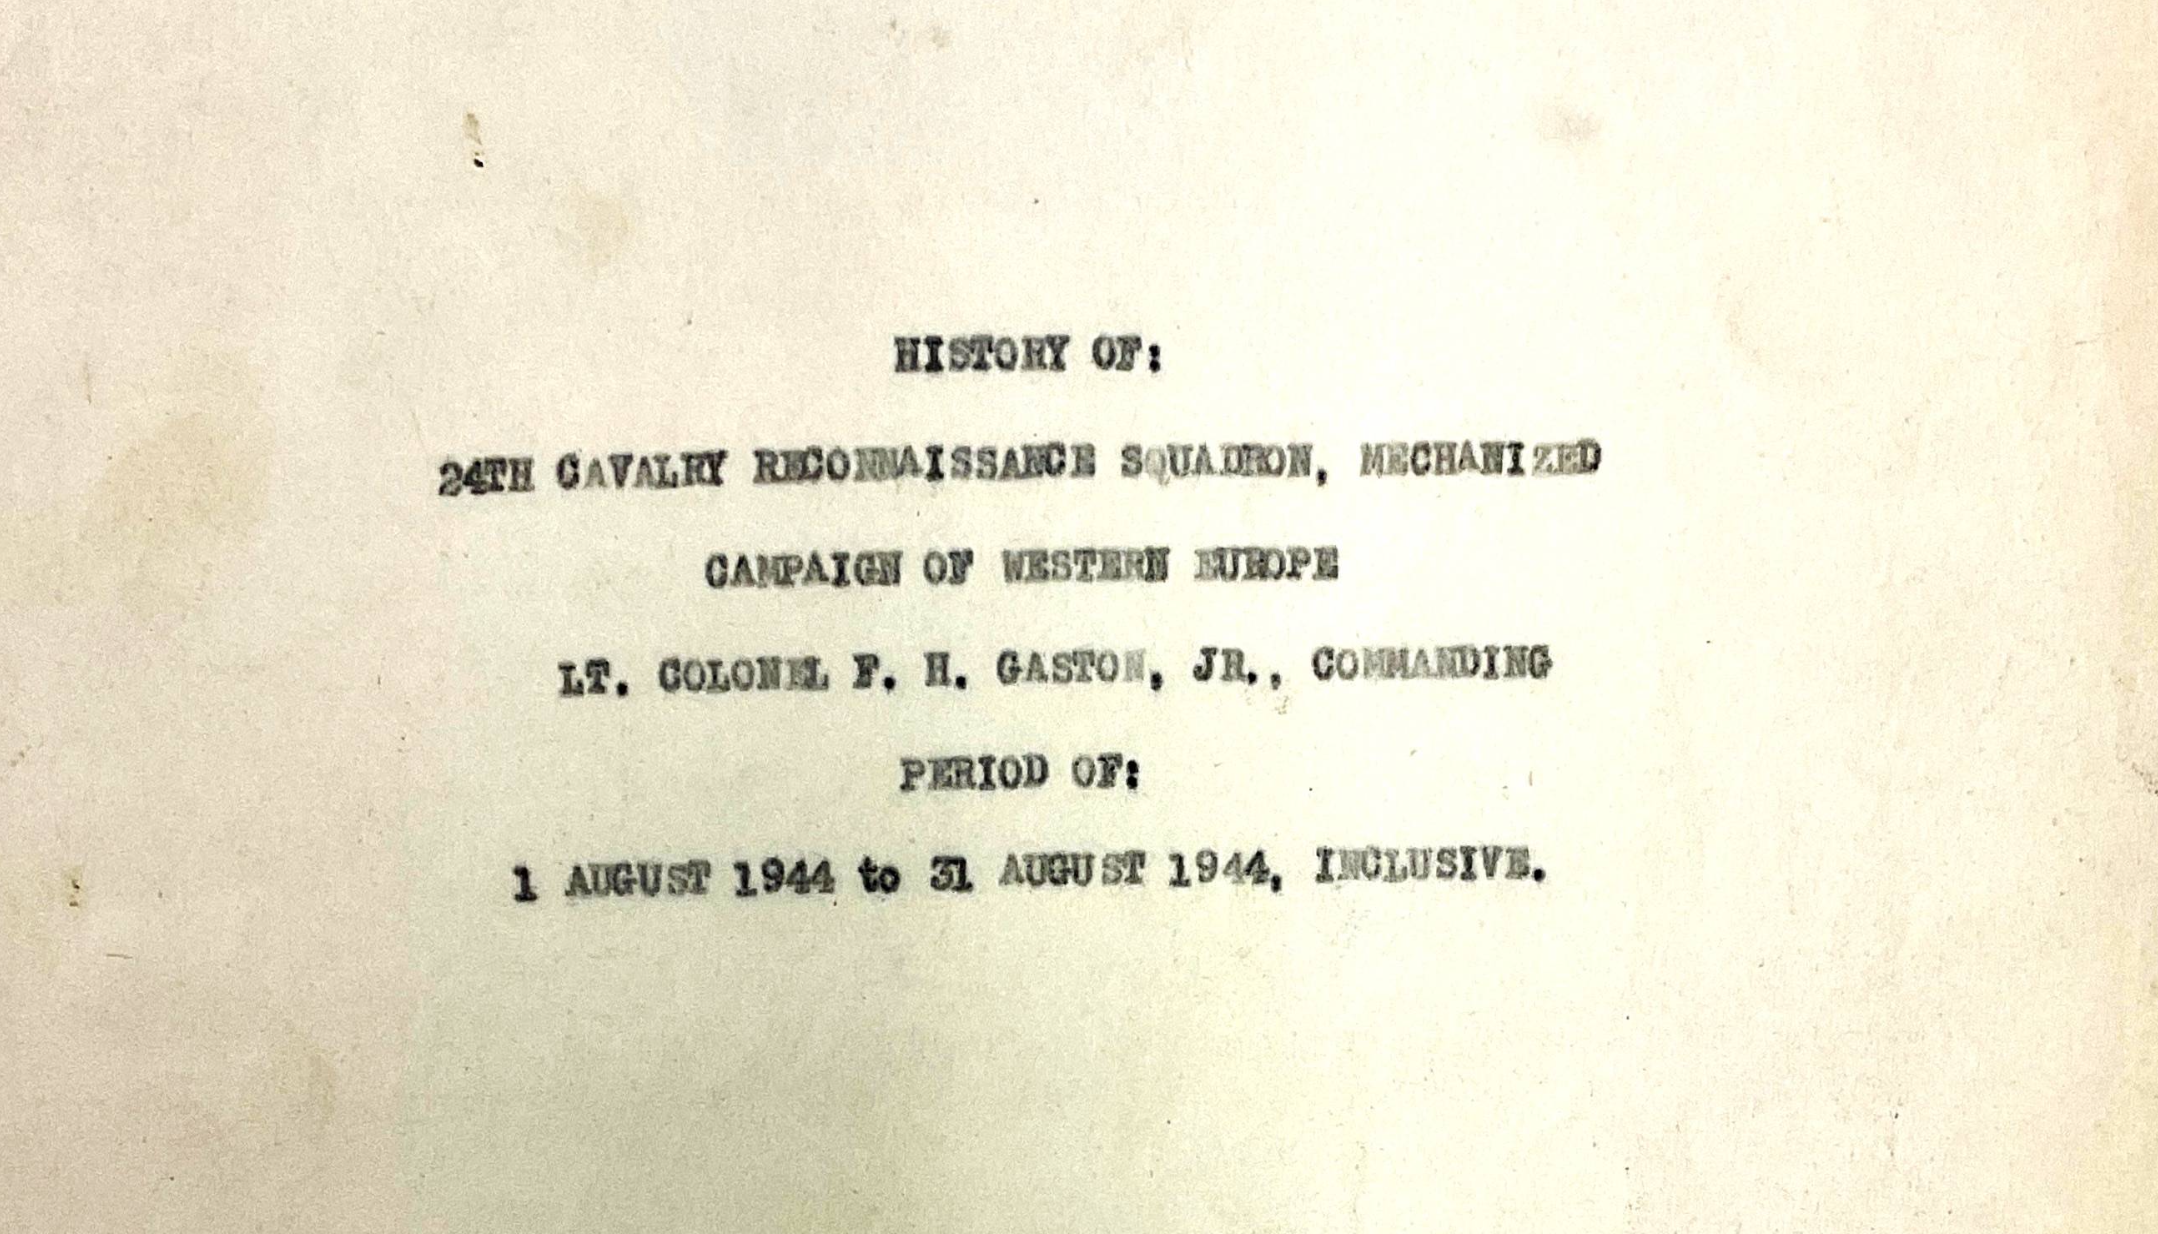 HISTORY OF:
24TH CAVALRY RECONNAISSANCE SQUADRON, MECHANIZED
CAMPAIGN OF WESTERN EUROPE
LT. COLONEL F. H. GASTON, JR., COMMANDING
PERIOD OF:
1 AUGUST 1944 to 31 AUGUST 1944, INCLUSIVE.